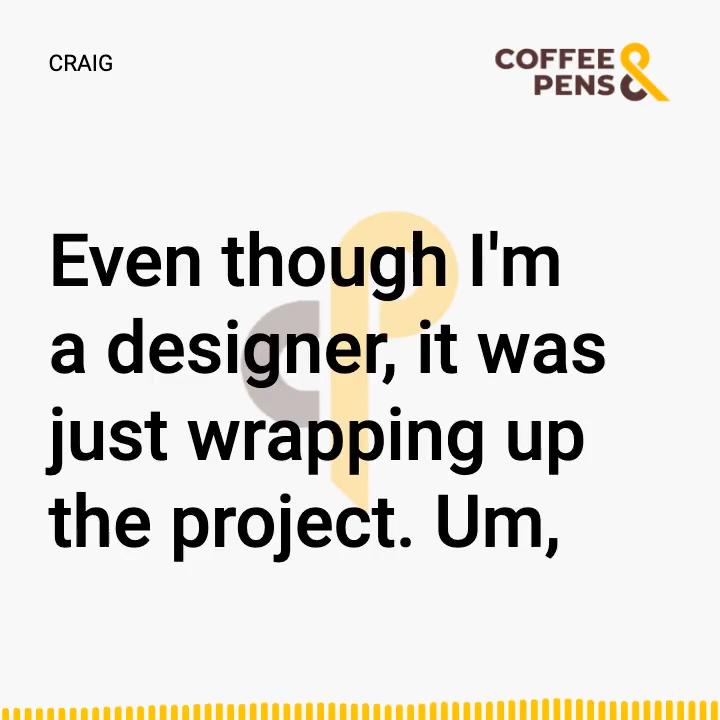 CRAIG
COFFEE &
PENS
Even though I'm
a designer, it was
just wrapping up
the project. Um,